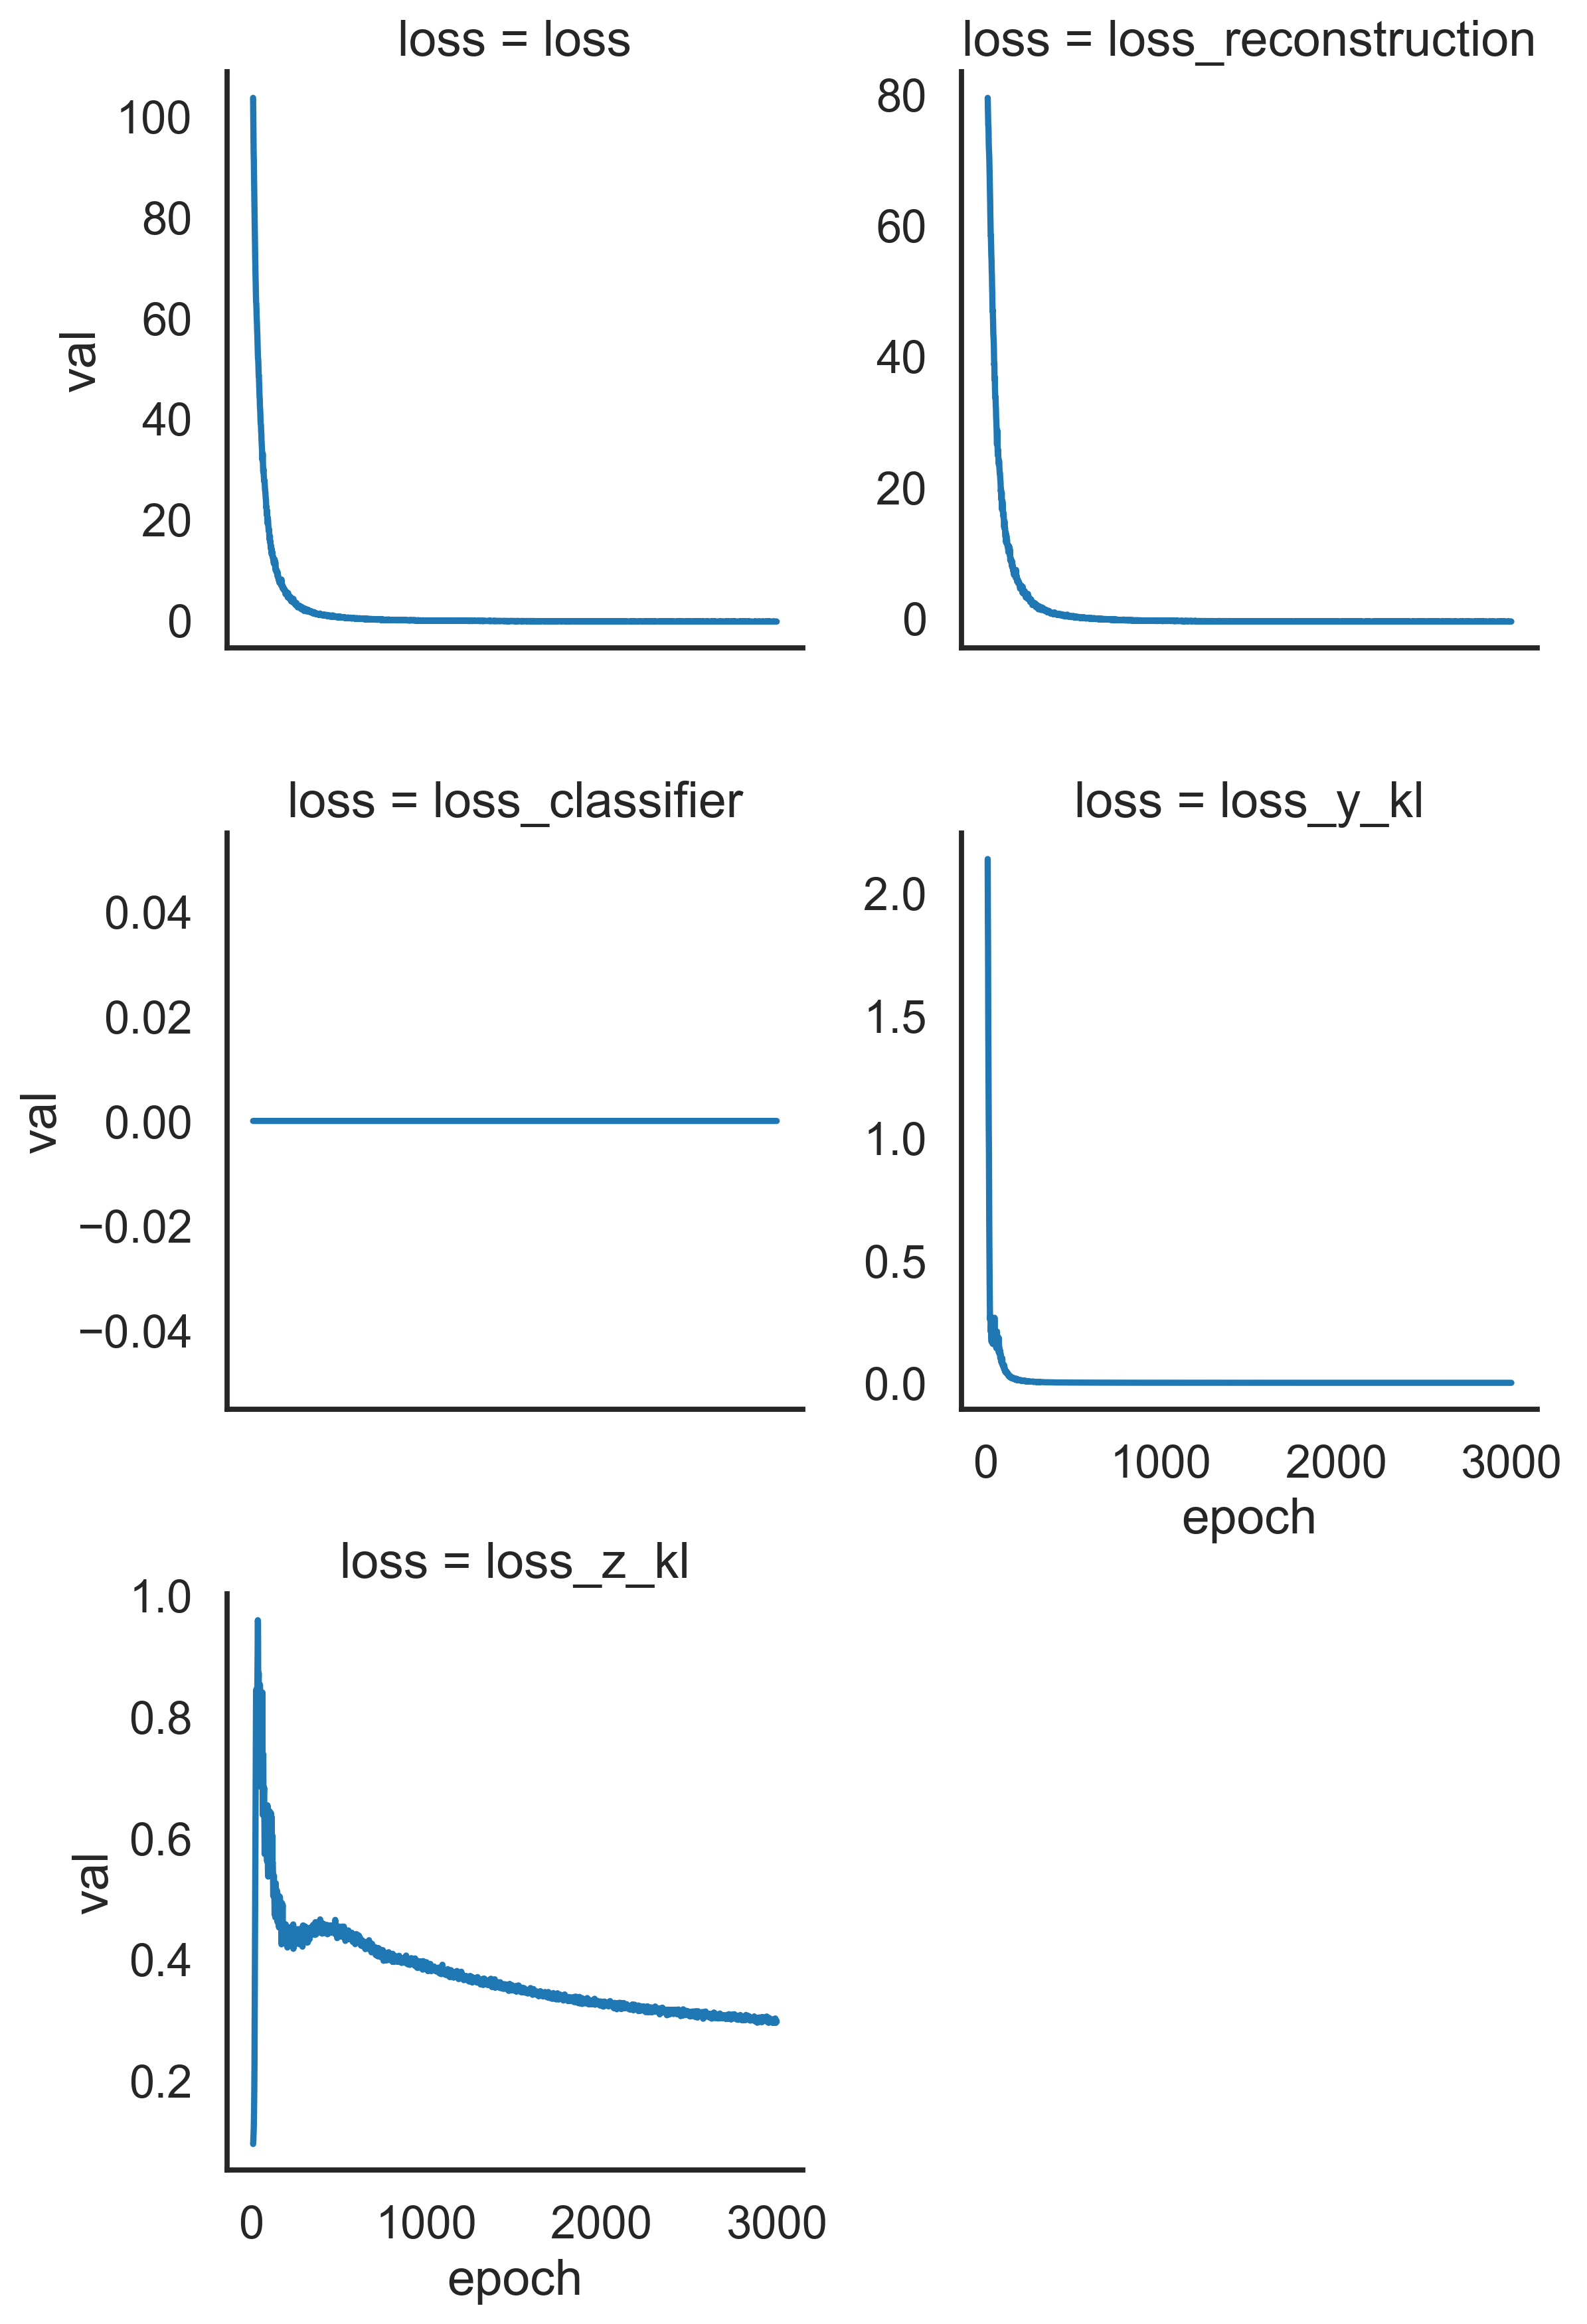 loss = loss
100
80
60
40
20
0
val
loss = loss_reconstruction
80
60
40
20
0
loss = loss_classifier
0.04
0.02
0.00
−0.02
−0.04
val
loss = loss_y_kl
2.0
1.5
1.0
0.5
0.0
0 1000 2000 3000
epoch
loss = loss_z_kl
1.0
0.8
0.6
0.4
0.2
val
0 1000 2000 3000
epoch